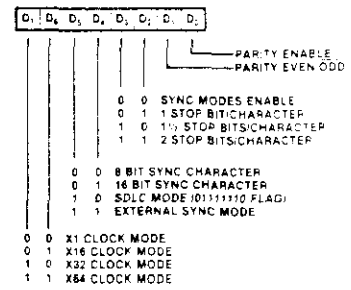 D7 D6 D5 D4 D3 D2 D1 D0
PARITY ENABLE
PARITY EVEN ODD
0 0 SYNC MODES ENABLE
0 1 1 STOP BIT/CHARACTER
1 0 1½ STOP BITS/CHARACTER
1 1 2 STOP BITS/CHARACTER
0 0 8 BIT SYNC CHARACTER
0 1 16 BIT SYNC CHARACTER
1 0 SDLC MODE (01111110 FLAG)
1 1 EXTERNAL SYNC MODE
0 0 X1 CLOCK MODE
0 1 X16 CLOCK MODE
1 0 X32 CLOCK MODE
1 1 X64 CLOCK MODE